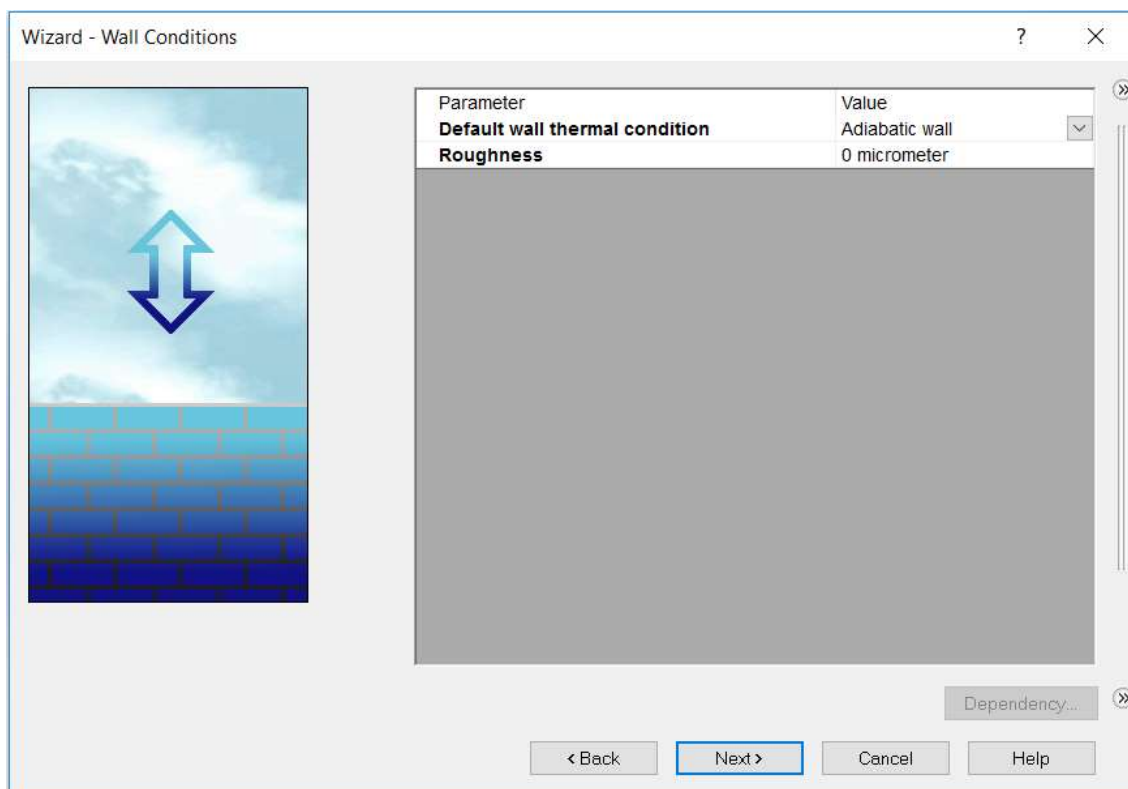 Wizard - Wall Conditions ?
Parameter Value
Default wall thermal condition Adiabatic wall
Roughness 0 micrometer
Dependency...
< Back Next > Cancel Help